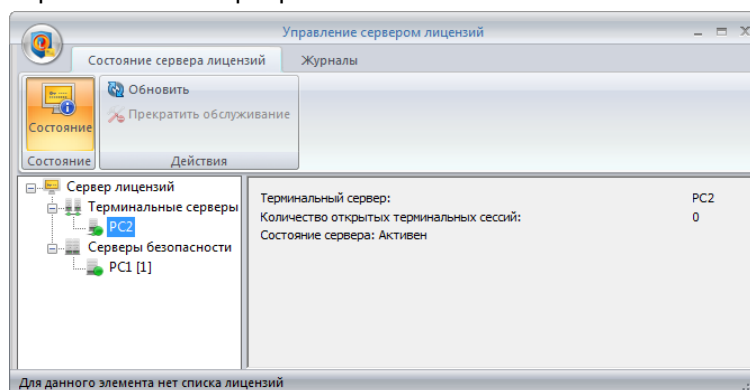 Управление сервером лицензий
Состояние сервера лицензий
Журналы
Состояние
Обновить
Прекратить обслуживание
Состояние
Действия
Сервер лицензий
Терминальные серверы
PC2
Серверы безопасности
PC1 [1]
Терминальный сервер: PC2
Количество открытых терминальных сессий: 0
Состояние сервера: Активен
Для данного элемента нет списка лицензий